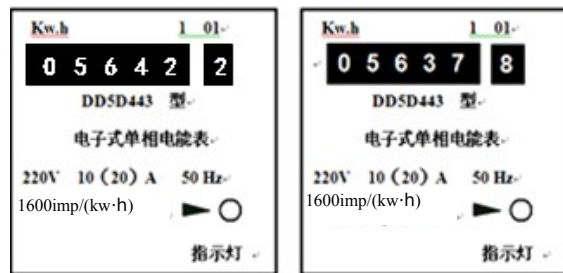 Kw.h 1 01
0 5 6 4 2 2
DD5D443 型
电子式单相电能表
220V 10（20）A 50 Hz
1600imp/(kw·h)
指示灯
Kw.h 1 01
0 5 6 3 7 8
DD5D443 型
电子式单相电能表
220V 10（20）A 50 Hz
1600imp/(kw·h)
指示灯